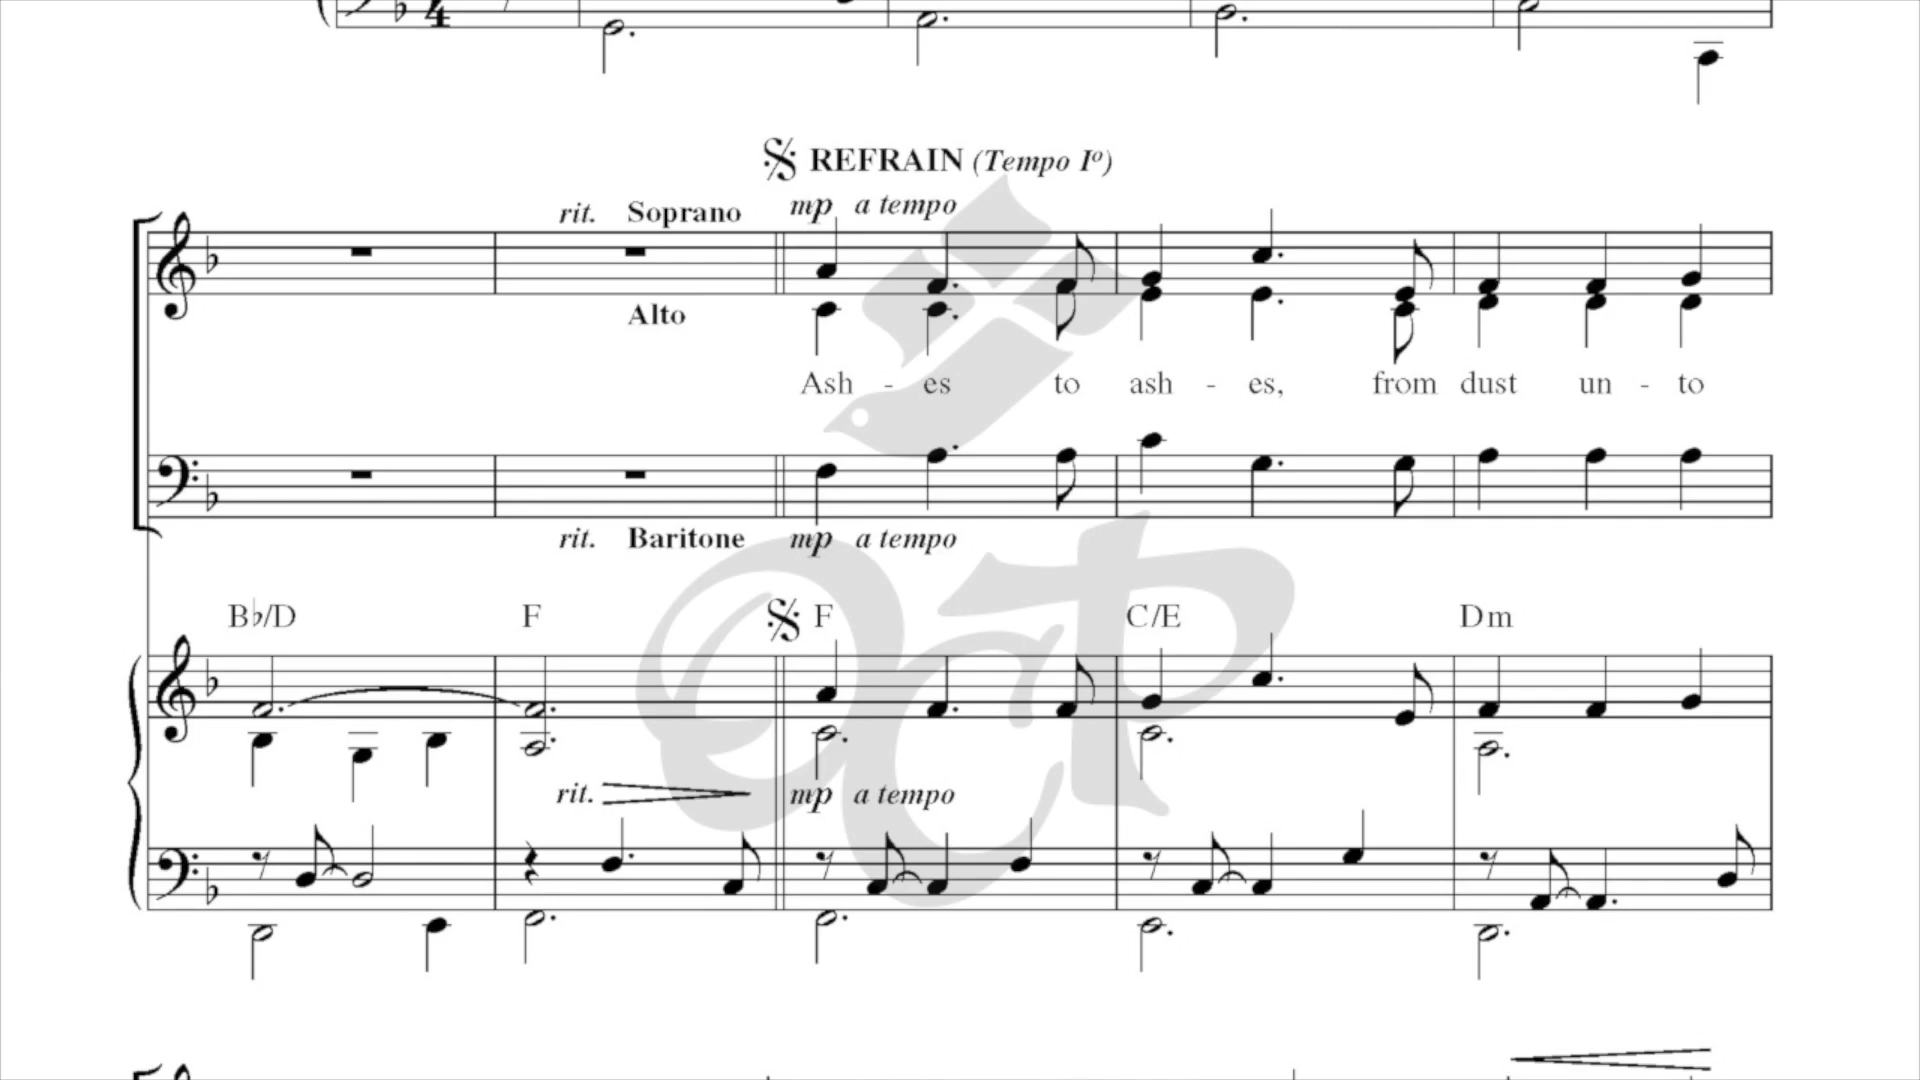 REFRAIN (Tempo Iº)
rit. Soprano mp a tempo
Alto
Ash - es to ash - es, from dust un - to
rit. Baritone mp a tempo
B♭/D F F C/E Dm
rit. mp a tempo
OCP